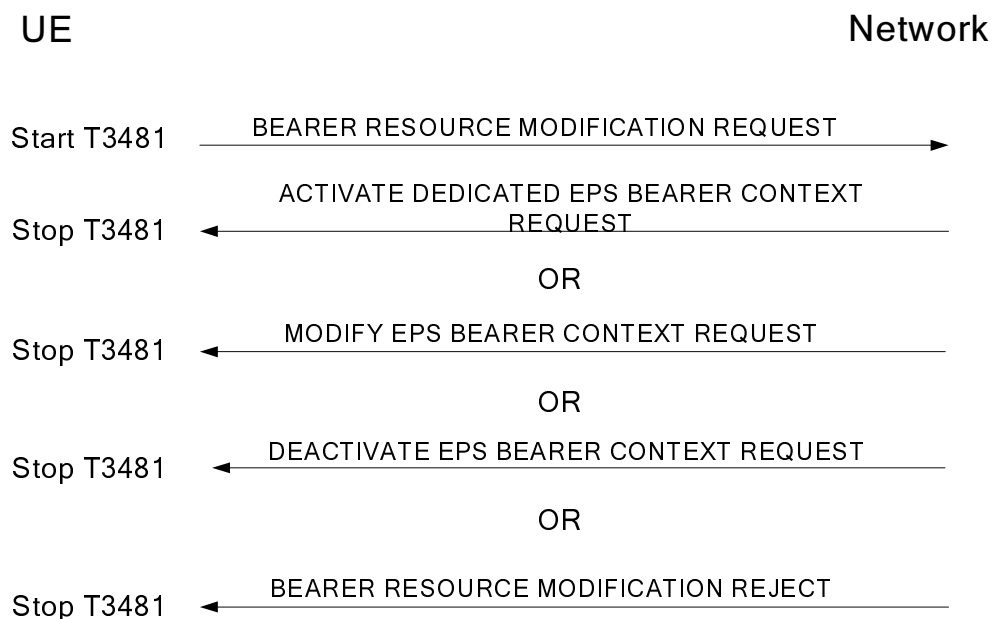 UE
Network
Start T3481
BEARER RESOURCE MODIFICATION REQUEST
ACTIVATE DEDICATED EPS BEARER CONTEXT
REQUEST
Stop T3481
OR
MODIFY EPS BEARER CONTEXT REQUEST
Stop T3481
OR
DEACTIVATE EPS BEARER CONTEXT REQUEST
Stop T3481
OR
BEARER RESOURCE MODIFICATION REJECT
Stop T3481